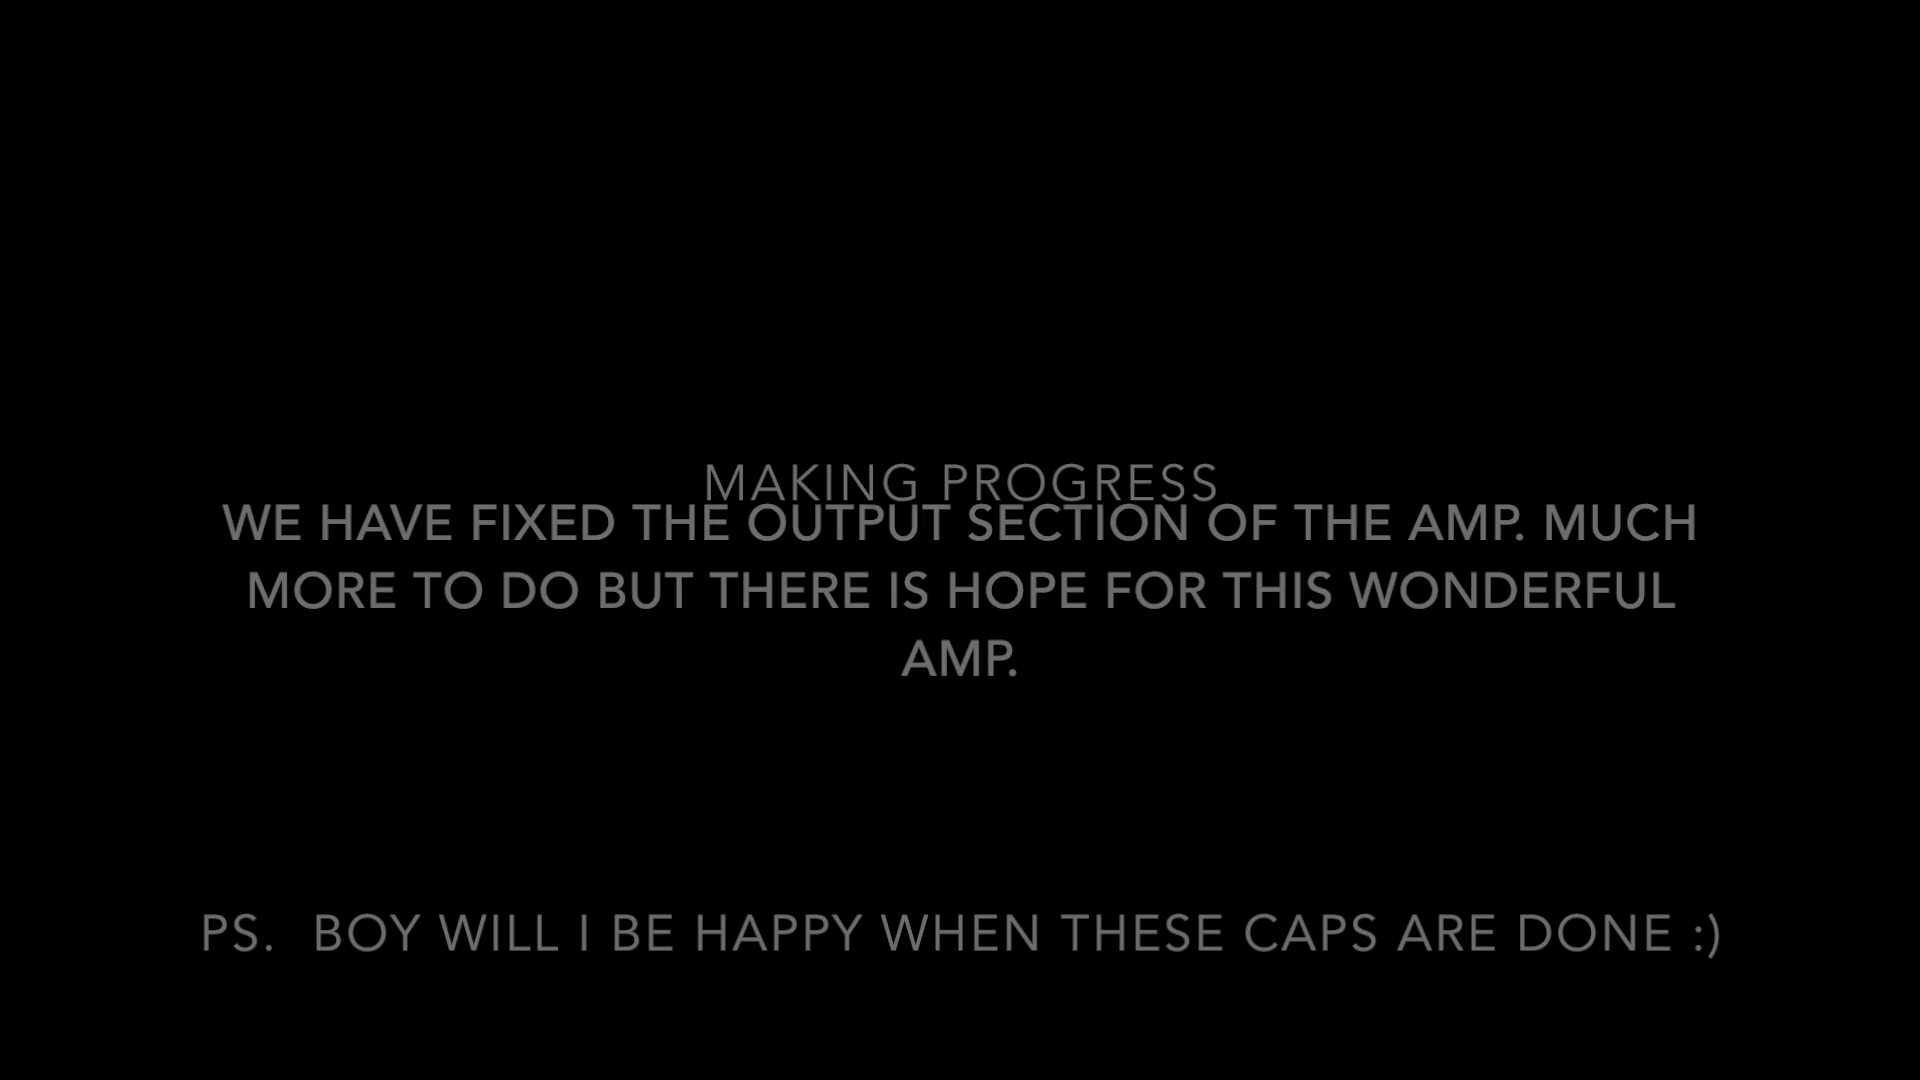 MAKING PROGRESS
WE HAVE FIXED THE OUTPUT SECTION OF THE AMP. MUCH
MORE TO DO BUT THERE IS HOPE FOR THIS WONDERFUL
AMP.
PS. BOY WILL I BE HAPPY WHEN THESE CAPS ARE DONE :)